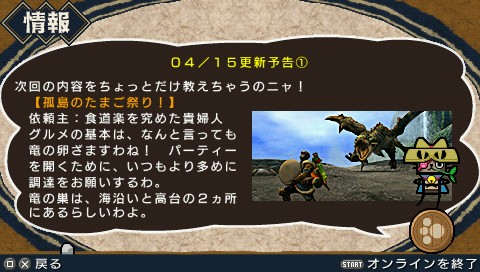 情報
04／15更新予告①
次回の内容をちょっとだけ教えちゃうのニャ！
【孤島のたまご祭り！】
依頼主：食道楽を究めた貴婦人
グルメの基本は、なんと言っても
竜の卵ざますわね！　パーティー
を開くために、いつもより多めに
調達をお願いするわ。
竜の巣は、海沿いと高台の２ヵ所
にあるらしいわよ。
戻る
START オンラインを終了